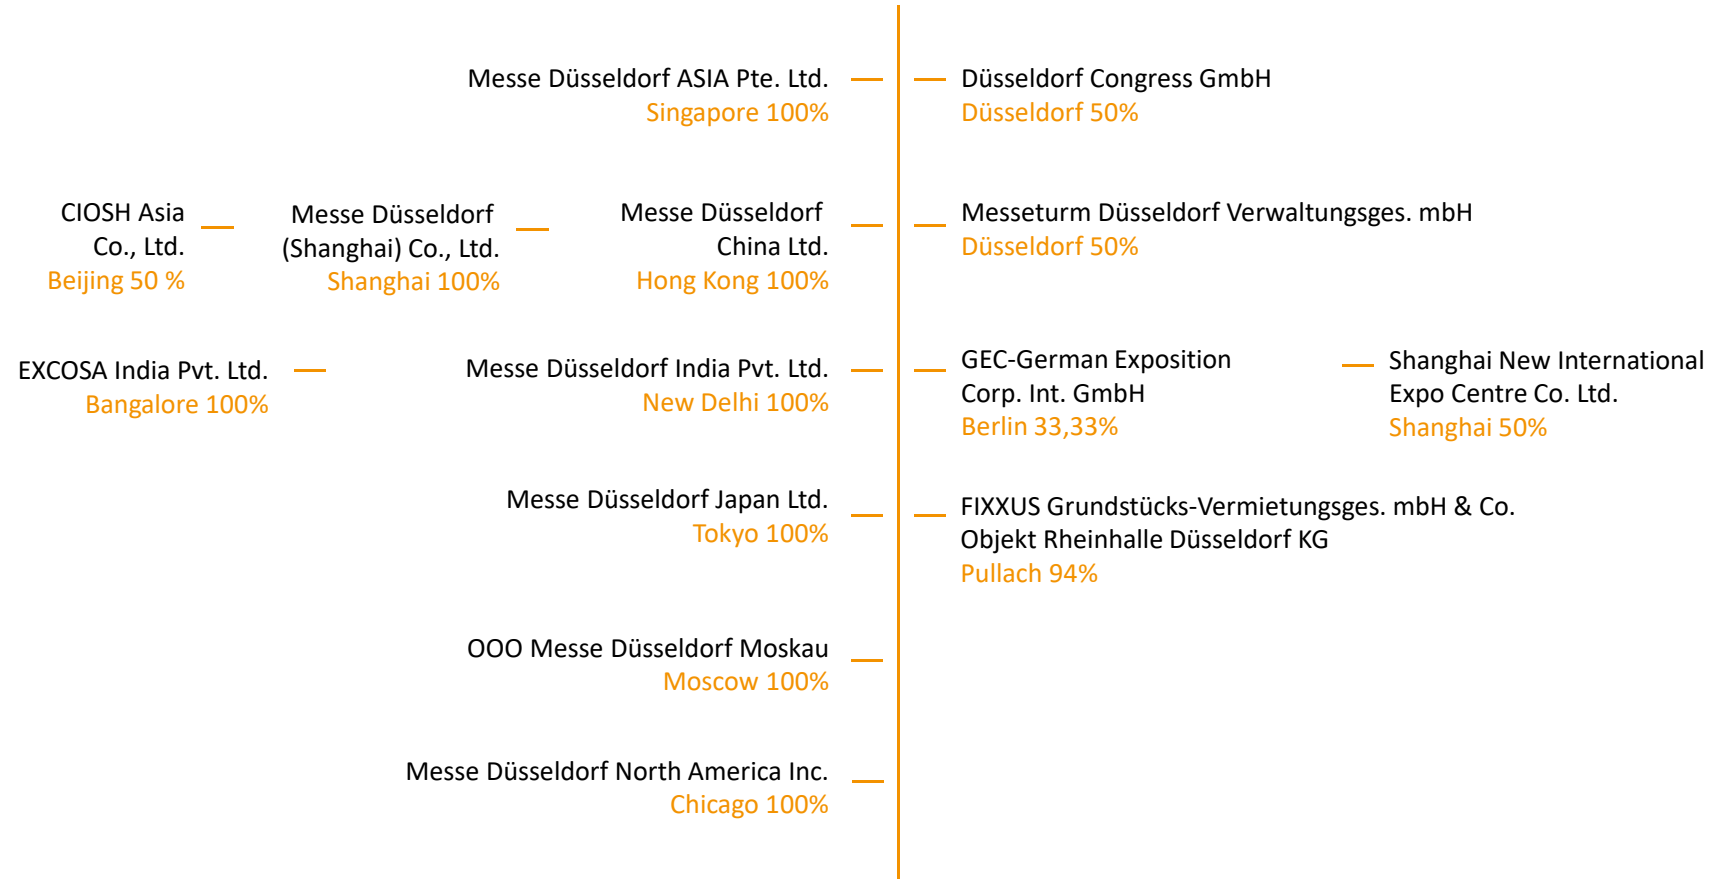 Messe Düsseldorf ASIA Pte. Ltd.
Singapore 100%
CIOSH Asia
Co., Ltd.
Beijing 50 %
Messe Düsseldorf
(Shanghai) Co., Ltd.
Shanghai 100%
Messe Düsseldorf
China Ltd.
Hong Kong 100%
EXCOSA India Pvt. Ltd.
Bangalore 100%
Messe Düsseldorf India Pvt. Ltd.
New Delhi 100%
Messe Düsseldorf Japan Ltd.
Tokyo 100%
OOO Messe Düsseldorf Moskau
Moscow 100%
Messe Düsseldorf North America Inc.
Chicago 100%
Düsseldorf Congress GmbH
Düsseldorf 50%
Messeturm Düsseldorf Verwaltungsges. mbH
Düsseldorf 50%
GEC-German Exposition
Corp. Int. GmbH
Berlin 33,33%
Shanghai New International
Expo Centre Co. Ltd.
Shanghai 50%
FIXXUS Grundstücks-Vermietungsges. mbH & Co.
Objekt Rheinhalle Düsseldorf KG
Pullach 94%